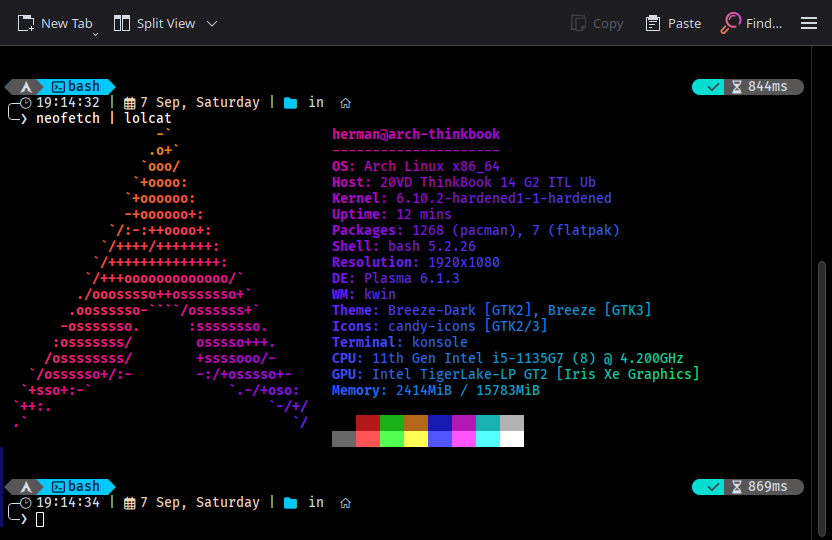 New Tab Split View Copy Paste Find...
bash 844ms
19:14:32 | 7 Sep, Saturday | in
❯ neofetch | lolcat
-` herman@arch-thinkbook
.o+` ---------------------
`ooo/ OS: Arch Linux x86_64
`+oooo: Host: 20VD ThinkBook 14 G2 ITL Ub
`+oooooo: Kernel: 6.10.2-hardened1-1-hardened
-+oooooo+: Uptime: 12 mins
`/:-:++oooo+: Packages: 1268 (pacman), 7 (flatpak)
`/++++/+++++++: Shell: bash 5.2.26
`/++++++++++++++: Resolution: 1920x1080
`/+++ooooooooooooo/` DE: Plasma 6.1.3
./ooosssso++osssssso+` WM: kwin
.oossssso-````/ossssss+` Theme: Breeze-Dark [GTK2], Breeze [GTK3]
-osssssso. :ssssssso. Icons: candy-icons [GTK2/3]
:osssssss/ osssso+++. Terminal: konsole
/ossssssss/ +ssssooo/- CPU: 11th Gen Intel i5-1135G7 (8) @ 4.200GHz
`/ossssso+/:- -:/+osssso+- GPU: Intel TigerLake-LP GT2 [Iris Xe Graphics]
`+sso+:-` `.-/+oso: Memory: 2414MiB / 15783MiB
`++:. `-/+/
.` `/
bash 869ms
19:14:34 | 7 Sep, Saturday | in
❯